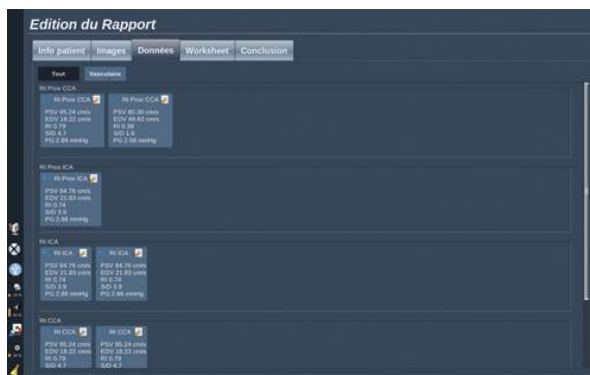 Edition du Rapport
Info patient Images Données Worksheet Conclusion
Tout Vasculaire
Rt Prox CCA
Rt Prox CCA Rt Prox CCA
PSV 85.24 cm/s
EDV 18.22 cm/s
RI 0.79
S/D 4.7
PG 2.89 mmHg
PSV 80.30 cm/s
EDV 49.62 cm/s
RI 0.38
S/D 1.6
PG 2.58 mmHg
Rt Prox ICA
Rt Prox ICA
PSV 84.76 cm/s
EDV 21.83 cm/s
RI 0.74
S/D 3.9
PG 2.86 mmHg
Rt ICA
Rt ICA Rt ICA
PSV 84.76 cm/s
EDV 21.83 cm/s
RI 0.74
S/D 3.9
PG 2.86 mmHg
PSV 84.76 cm/s
EDV 21.83 cm/s
RI 0.74
S/D 3.9
PG 2.86 mmHg
Rt CCA
Rt CCA Rt CCA
PSV 85.24 cm/s
EDV 18.22 cm/s
RI 0.79
S/D 4.7
PSV 85.24 cm/s
EDV 18.22 cm/s
RI 0.79
S/D 4.7